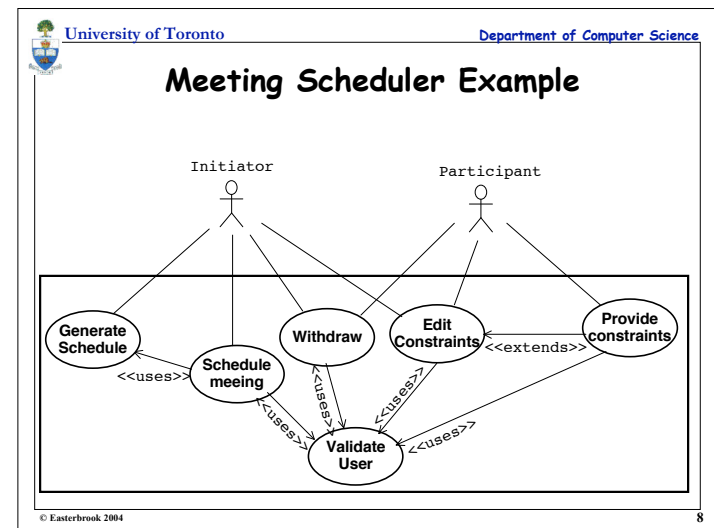 University of Toronto
Department of Computer Science
Meeting Scheduler Example
Initiator
Participant
Generate
Schedule
<<uses>>
Schedule
meeing
Withdraw
Edit
Constraints
<<extends>>
Provide
constraints
<<uses>>
<<uses>>
<<uses>>
<<uses>>
Validate
User
© Easterbrook 2004
8